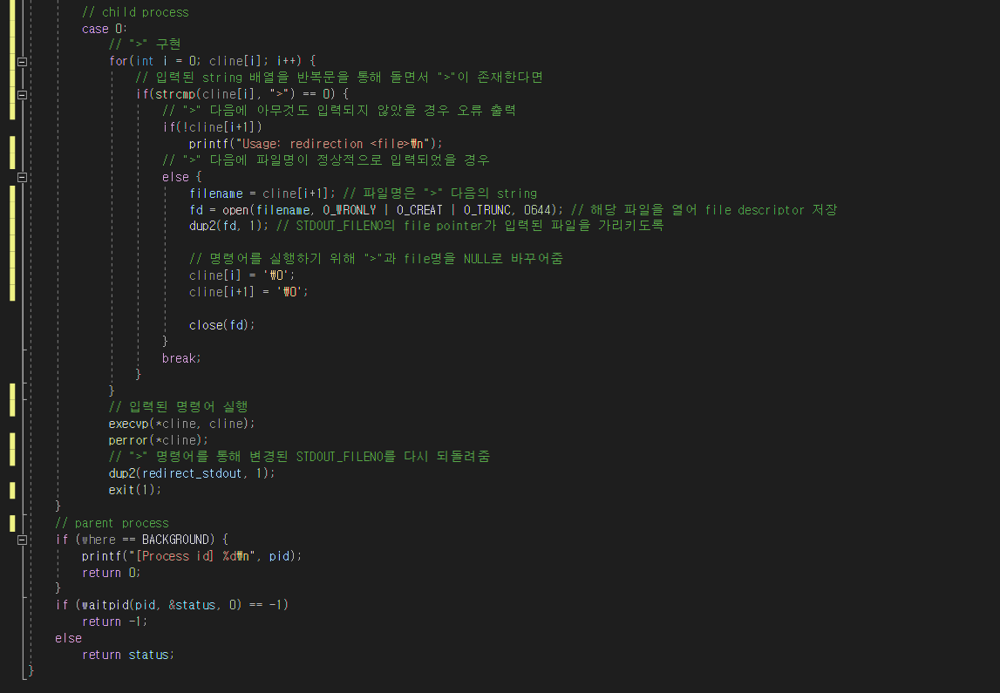 // child process
case 0:
// ">" 구현
for(int i = 0; cline[i]; i++) {
// 입력된 string 배열을 반복문을 통해 돌면서 ">"이 존재한다면
if(strcmp(cline[i], ">") == 0) {
// ">" 다음에 아무것도 입력되지 않았을 경우 오류 출력
if(!cline[i+1])
printf("Usage: redirection <file>₩n");
// ">" 다음에 파일명이 정상적으로 입력되었을 경우
else {
filename = cline[i+1]; // 파일명은 ">" 다음의 string
fd = open(filename, O_WRONLY | O_CREAT | O_TRUNC, 0644); // 해당 파일을 열어 file descriptor 저장
dup2(fd, 1); // STDOUT_FILENO의 file pointer가 입력된 파일을 가리키도록
// 명령어를 실행하기 위해 ">"과 file명을 NULL로 바꾸어줌
cline[i] = '₩0';
cline[i+1] = '₩0';
close(fd);
}
break;
}
}
// 입력된 명령어 실행
execvp(*cline, cline);
perror(*cline);
// ">" 명령어를 통해 변경된 STDOUT_FILENO를 다시 되돌려줌
dup2(redirect_stdout, 1);
exit(1);
}
// parent process
if (where == BACKGROUND) {
printf("[Process id] %d₩n", pid);
return 0;
}
if (waitpid(pid, &status, 0) == -1)
return -1;
else
return status;
}